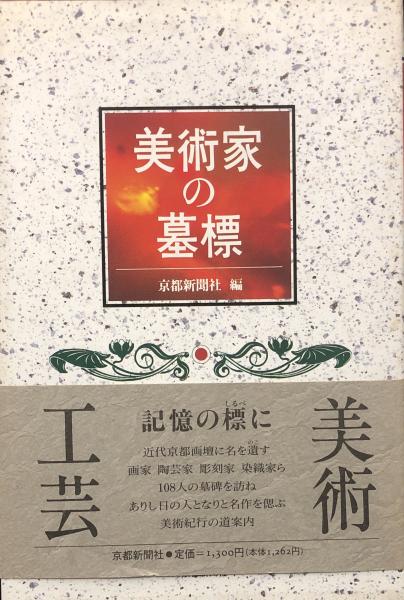 美術家
の
墓標
京都新聞社 編
美術
工芸
しるべ
記憶の標に
のこ
近代京都画壇に名を遺す
画家 陶芸家 彫刻家 染織家ら
108人の墓碑を訪ね
ありし日の人となりと名作を偲ぶ
美術紀行の道案内
京都新聞社●定価=1,300円(本体1,262円)